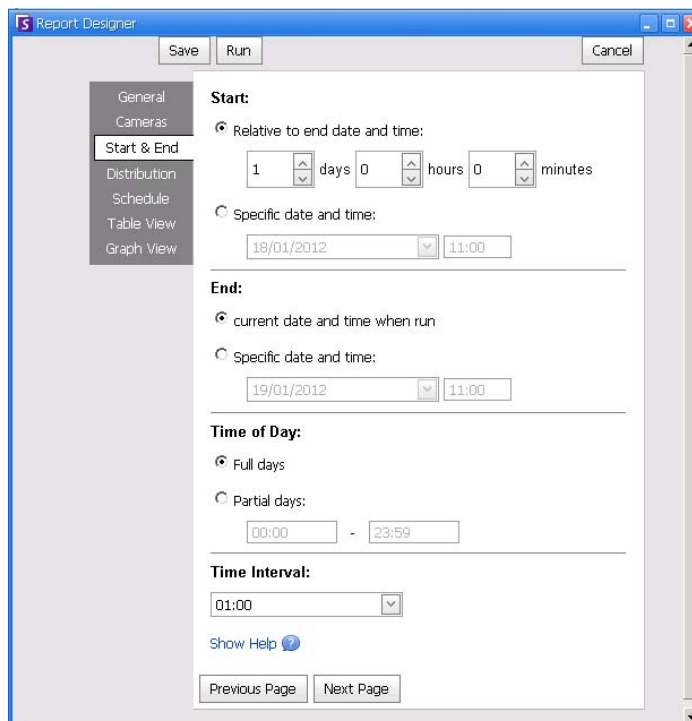 Report Designer
Save Run Cancel
General
Cameras
Start & End
Distribution
Schedule
Table View
Graph View
Start:
Relative to end date and time:
1 days 0 hours 0 minutes
Specific date and time:
18/01/2012 11:00
End:
current date and time when run
Specific date and time:
19/01/2012 11:00
Time of Day:
Full days
Partial days:
00:00 - 23:59
Time Interval:
01:00
Show Help ?
Previous Page Next Page